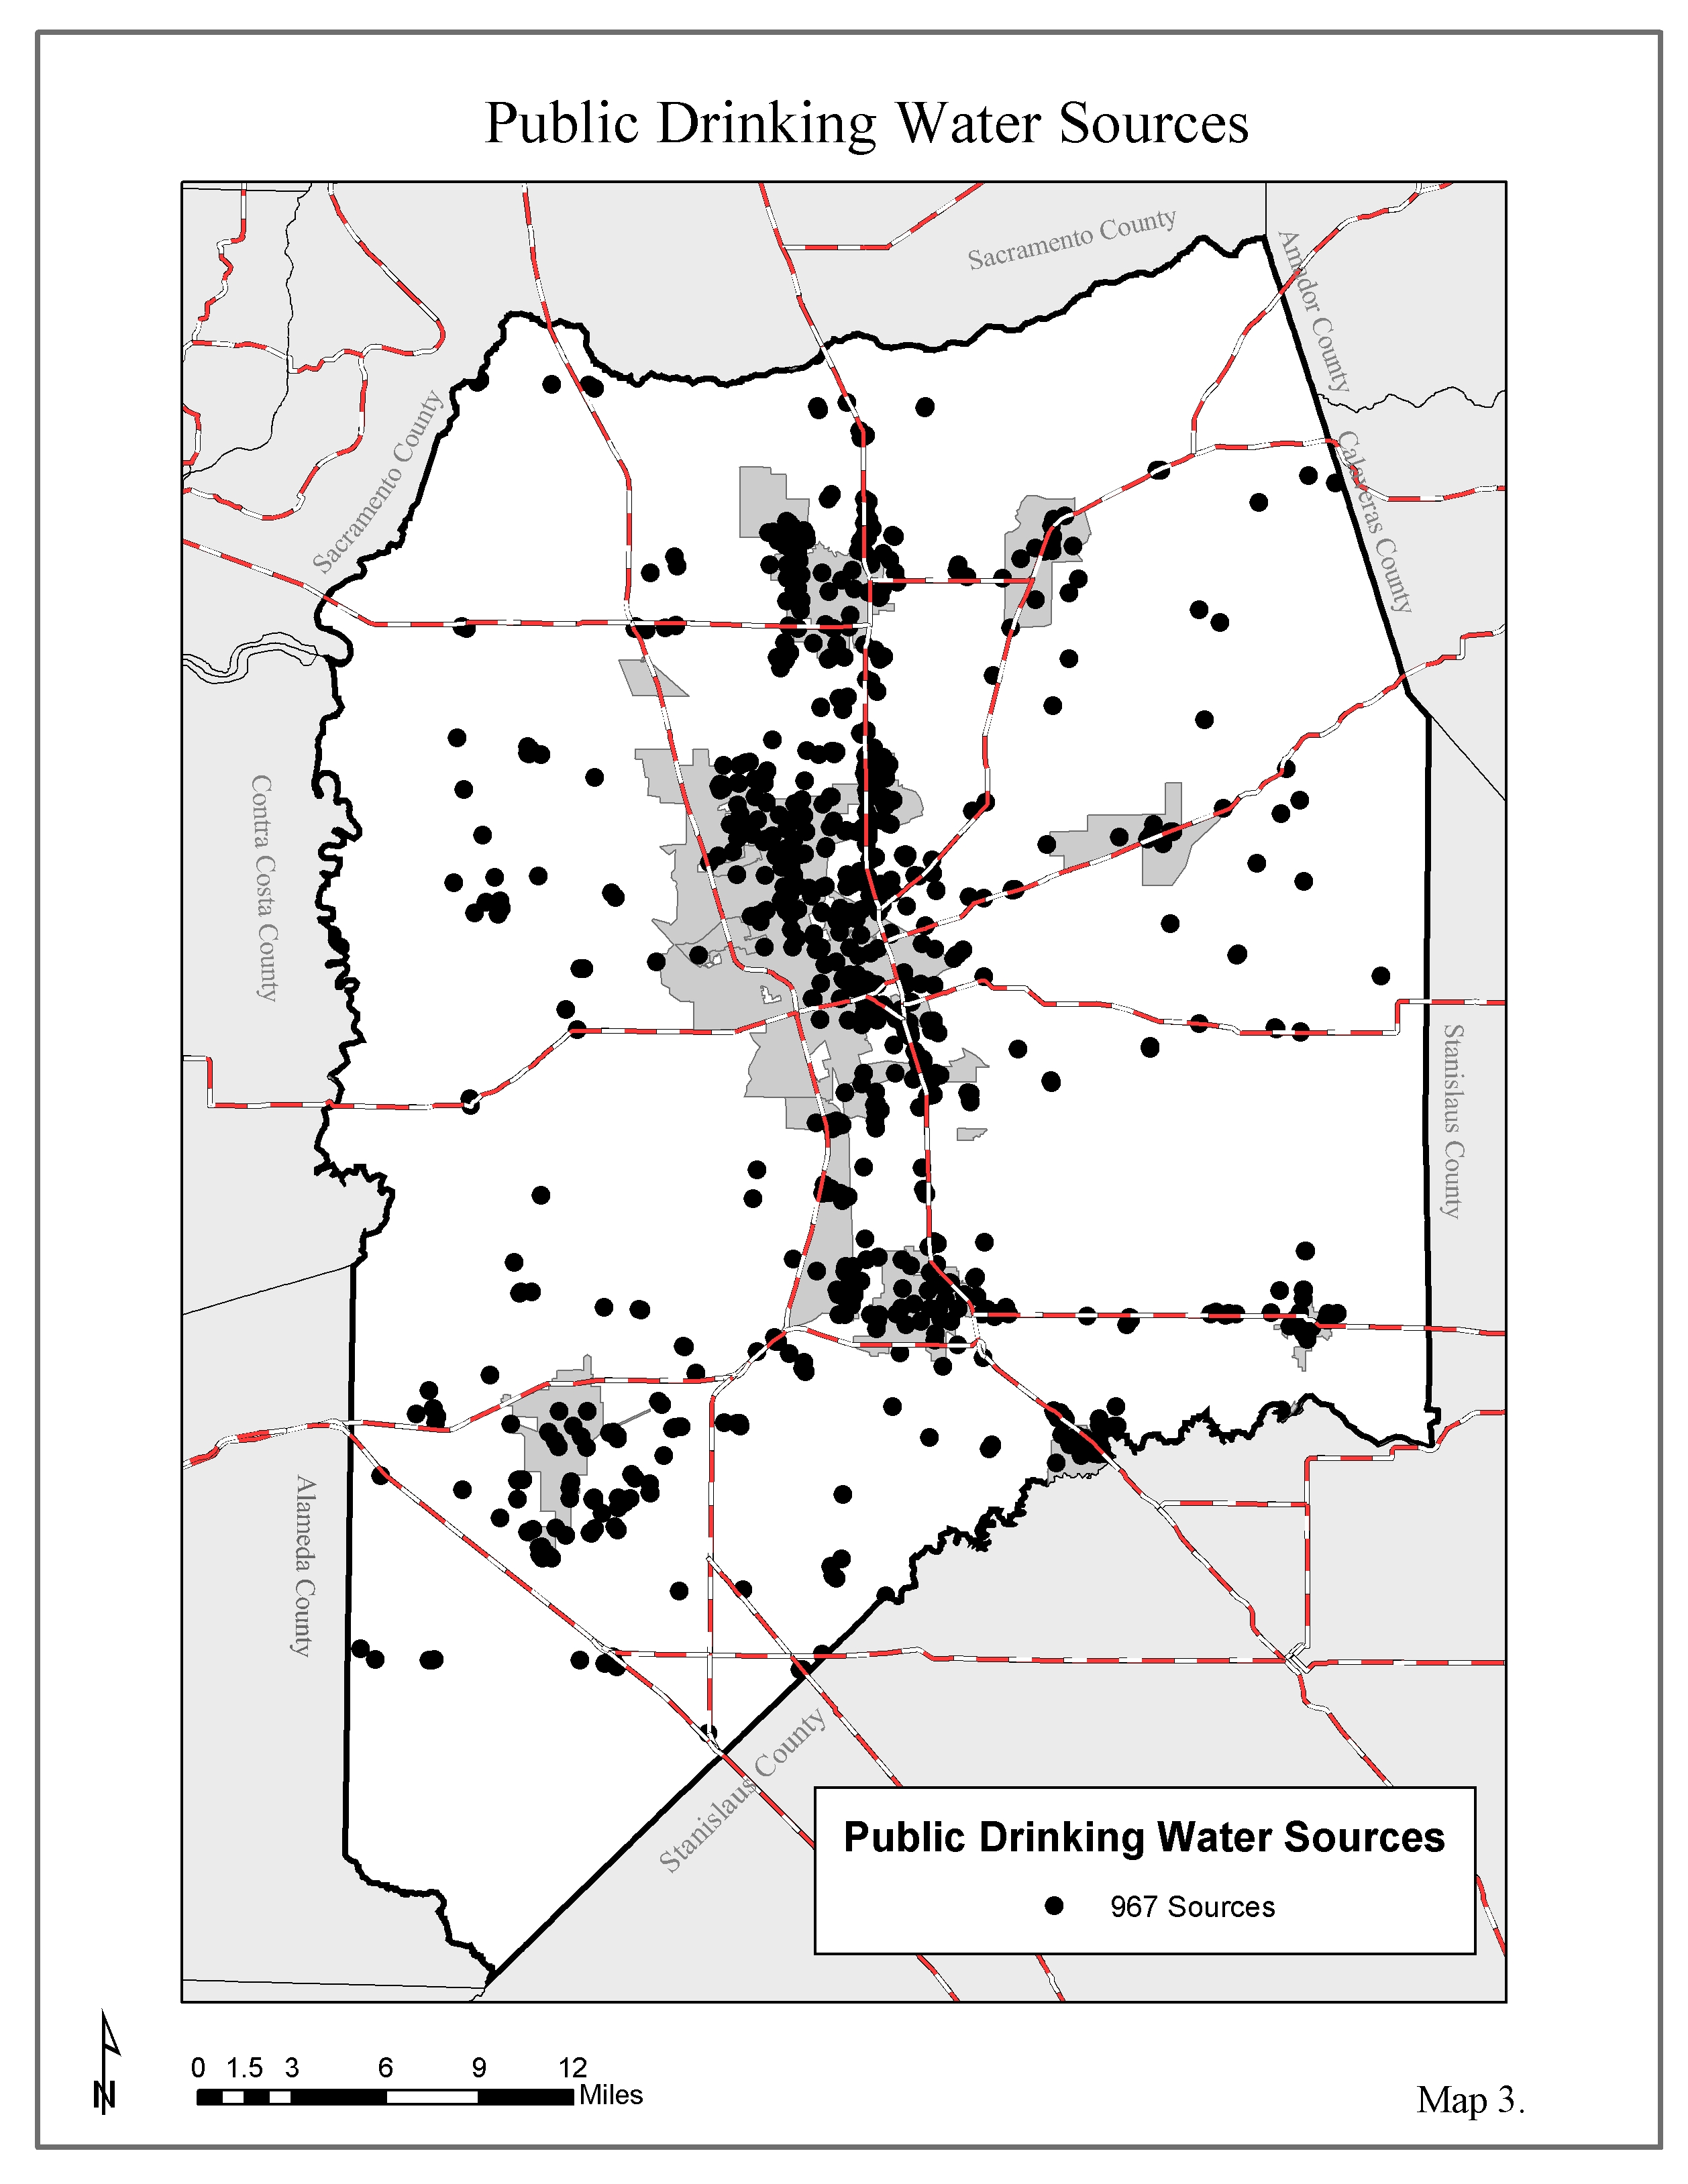 Public Drinking Water Sources
Sacramento County
Amador County
Sacramento County
Calaveras County
Contra Costa County
Stanislaus County
Alameda County
Stanislaus County
Public Drinking Water Sources
967 Sources
N
0 1.5 3 6 9 12
Miles
Map 3.